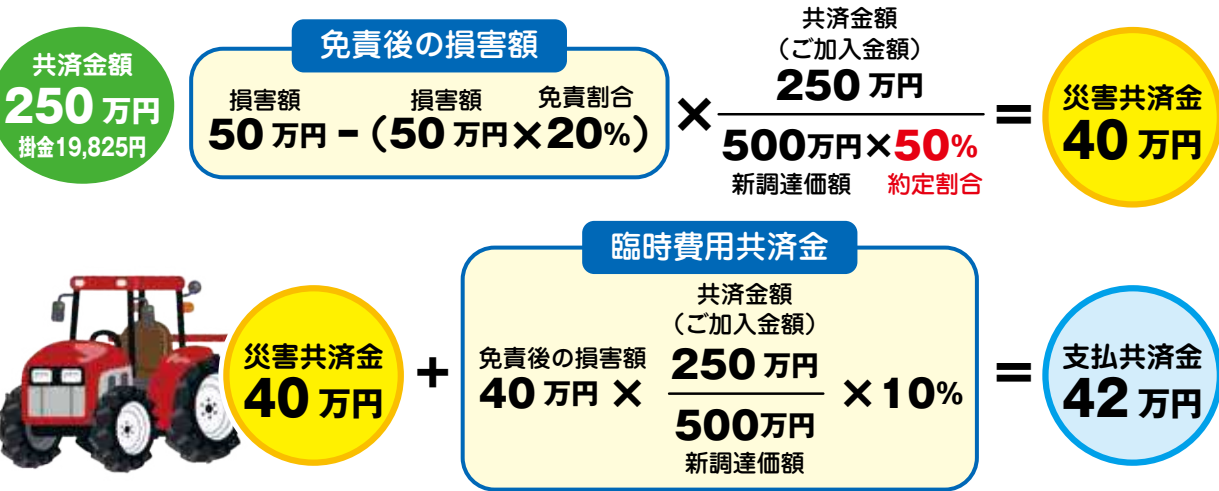 共済金額
250 万円
掛金19,825円
免責後の損害額
損害額 損害額 免責割合
50 万円 − (50 万円×20%)
×
共済金額
(ご加入金額)
250 万円
500万円×50%
新調達価額 約定割合
=
災害共済金
40 万円
災害共済金
40 万円
+
臨時費用共済金
共済金額
(ご加入金額)
免責後の損害額 250 万円
40 万円 × × 10%
500万円
新調達価額
=
支払共済金
42 万円